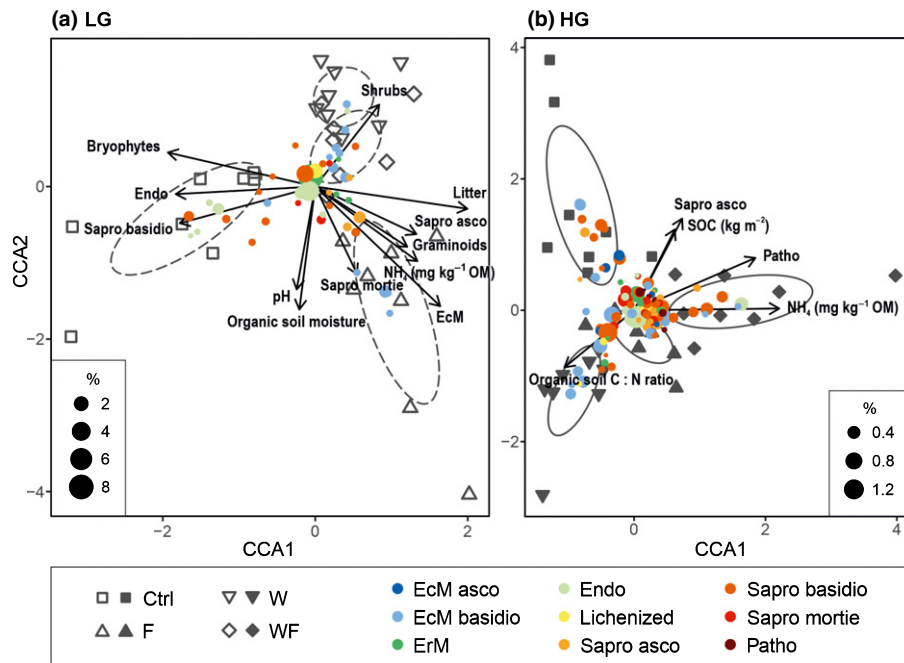 (a) LG
(b) HG
Shrubs
Bryophytes
Endo
Litter
Sapro basidio
Sapro asco
Graminoids
NH₄ (mg kg⁻¹ OM)
Sapro mortie
pH
EcM
Organic soil moisture
0
−2
−4
CCA2
−2
0
2
CCA1
%
2
4
6
8
Sapro asco
SOC (kg m⁻²)
Patho
NH₄ (mg kg⁻¹ OM)
Organic soil C : N ratio
4
2
0
−2
0
2
4
CCA1
%
0.4
0.8
1.2
Ctrl
W
EcM asco
Endo
Sapro basidio
F
WF
EcM basidio
Lichenized
Sapro mortie
ErM
Sapro asco
Patho